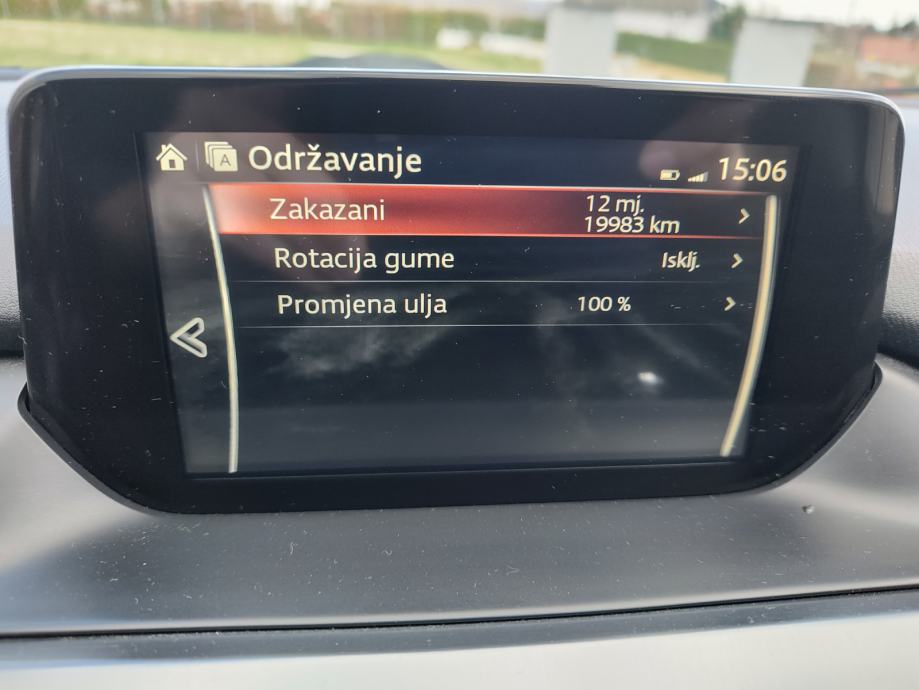 A Održavanje 15:06
Zakazani 12 mj.
19983 km
Rotacija gume Isklj.
Promjena ulja 100 %